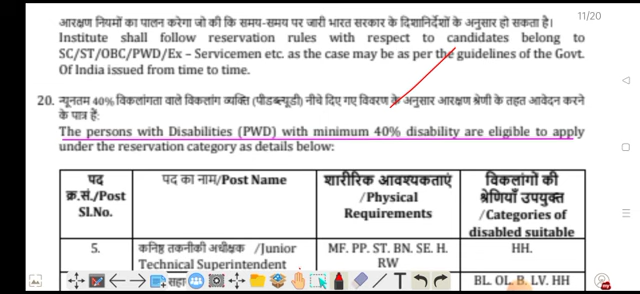 11/20
आरक्षण नियमों का पालन करेगा जो की कि समय-समय पर जारी भारत सरकार के दिशानिर्देशों के अनुसार हो सकता है।
Institute shall follow reservation rules with respect to candidates belong to
SC/ST/OBC/PWD/Ex – Servicemen etc. as the case may be as per the guidelines of the Govt.
Of India issued from time to time.
20. न्यूनतम 40% विकलांगता वाले विकलांग व्यक्ति (पीडब्ल्यूडी) नीचे दिए गए विवरण के अनुसार आरक्षण श्रेणी के तहत आवेदन करने
के पात्र हैं:
The persons with Disabilities (PWD) with minimum 40% disability are eligible to apply
under the reservation category as details below:
पद
क्र.सं./Post
Sl.No.
पद का नाम/Post Name
शारीरिक आवश्यकताएं
/Physical
Requirements
विकलांगों की
श्रेणियाँ उपयुक्त
/Categories of
disabled suitable
5.
कनिष्ठ तकनीकी अधीक्षक /Junior
Technical Superintendent
MF. PP. ST. BN. SE. H.
RW
HH.
सहा
BL. OL. B. LV. HH